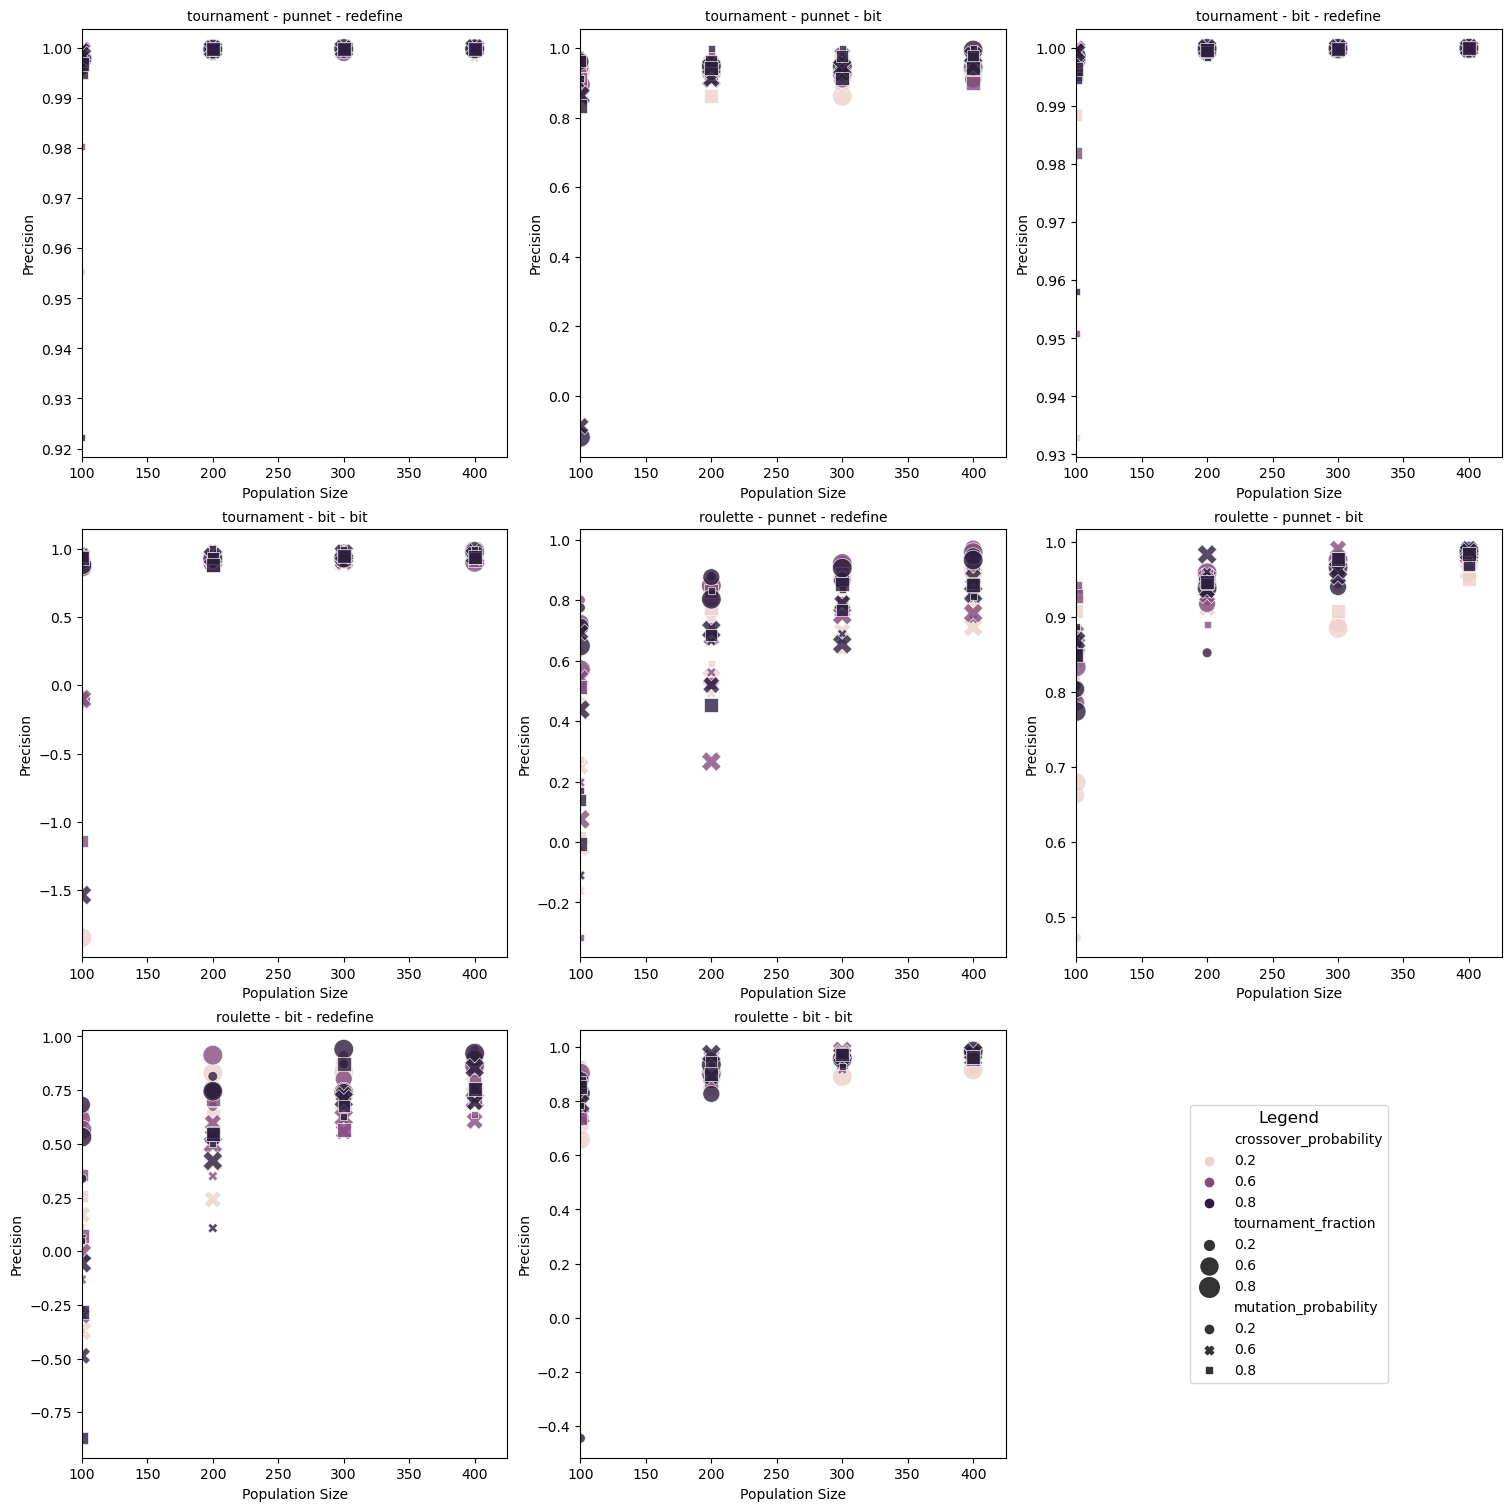 tournament - punnet - redefine
1.00
0.99
0.98
0.97
0.96
0.95
0.94
0.93
0.92
Precision
100 150 200 250 300 350 400
Population Size
tournament - punnet - bit
1.0
0.8
0.6
0.4
0.2
0.0
Precision
100 150 200 250 300 350 400
Population Size
tournament - bit - redefine
1.00
0.99
0.98
0.97
0.96
0.95
0.94
0.93
Precision
100 150 200 250 300 350 400
Population Size
tournament - bit - bit
1.0
0.5
0.0
−0.5
−1.0
−1.5
Precision
100 150 200 250 300 350 400
Population Size
roulette - punnet - redefine
1.0
0.8
0.6
0.4
0.2
0.0
−0.2
Precision
100 150 200 250 300 350 400
Population Size
roulette - punnet - bit
1.0
0.9
0.8
0.7
0.6
0.5
Precision
100 150 200 250 300 350 400
Population Size
roulette - bit - redefine
1.00
0.75
0.50
0.25
0.00
−0.25
−0.50
−0.75
Precision
100 150 200 250 300 350 400
Population Size
roulette - bit - bit
1.0
0.8
0.6
0.4
0.2
0.0
−0.2
−0.4
Precision
100 150 200 250 300 350 400
Population Size
Legend
crossover_probability
0.2
0.6
0.8
tournament_fraction
0.2
0.6
0.8
mutation_probability
0.2
0.6
0.8